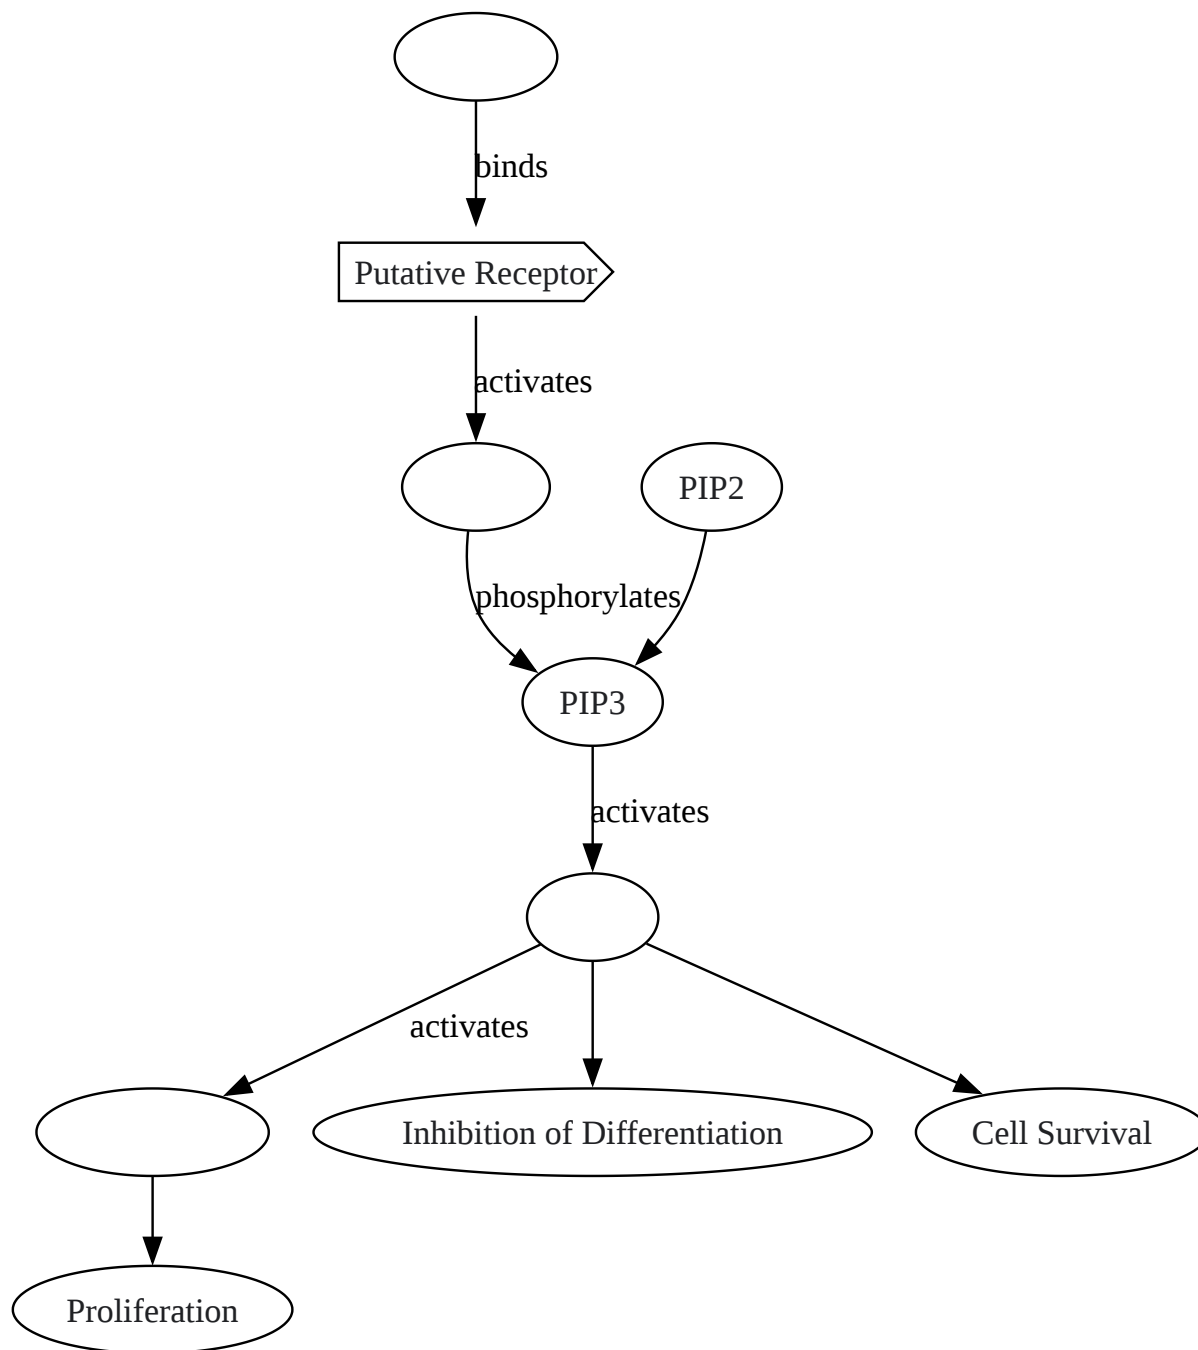 binds
Putative Receptor
activates
PIP2
phosphorylates
PIP3
activates
activates
Inhibition of Differentiation
Cell Survival
Proliferation